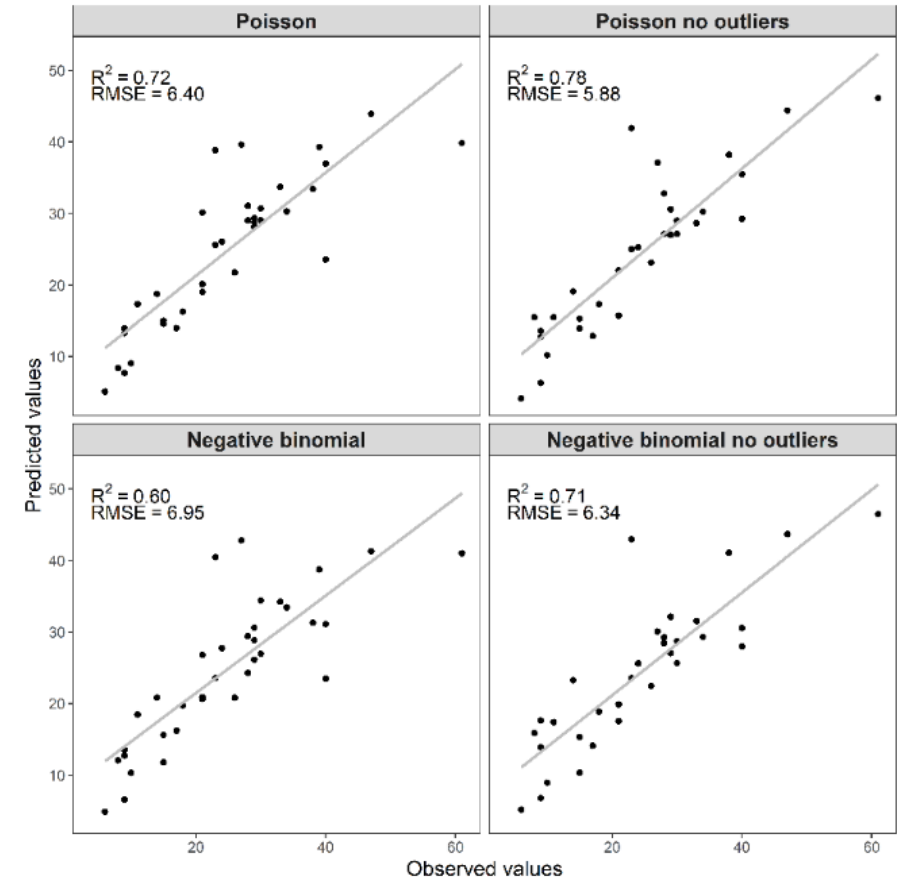 Poisson
Poisson no outliers
R² = 0.72
RMSE = 6.40
R² = 0.78
RMSE = 5.88
50
40
30
20
10
Predicted values
Negative binomial
Negative binomial no outliers
R² = 0.60
RMSE = 6.95
R² = 0.71
RMSE = 6.34
50
40
30
20
10
20
40
60
20
40
60
Observed values